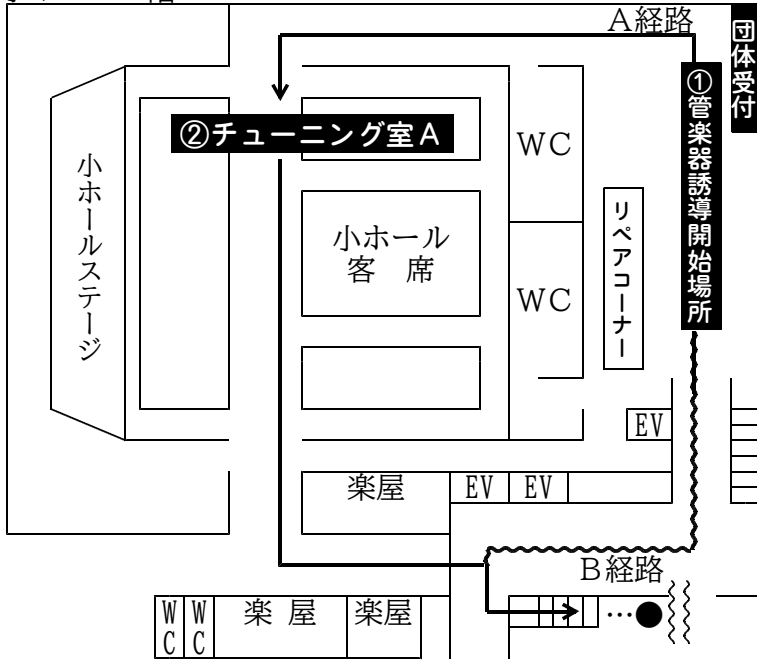 A経路
団体受付
①管楽器誘導開始場所
②チューニング室A
WC
小ホールステージ
小ホール
客席
リペアコーナー
WC
EV
楽屋
EV
EV
B経路
WC
WC
楽屋
楽屋
…●